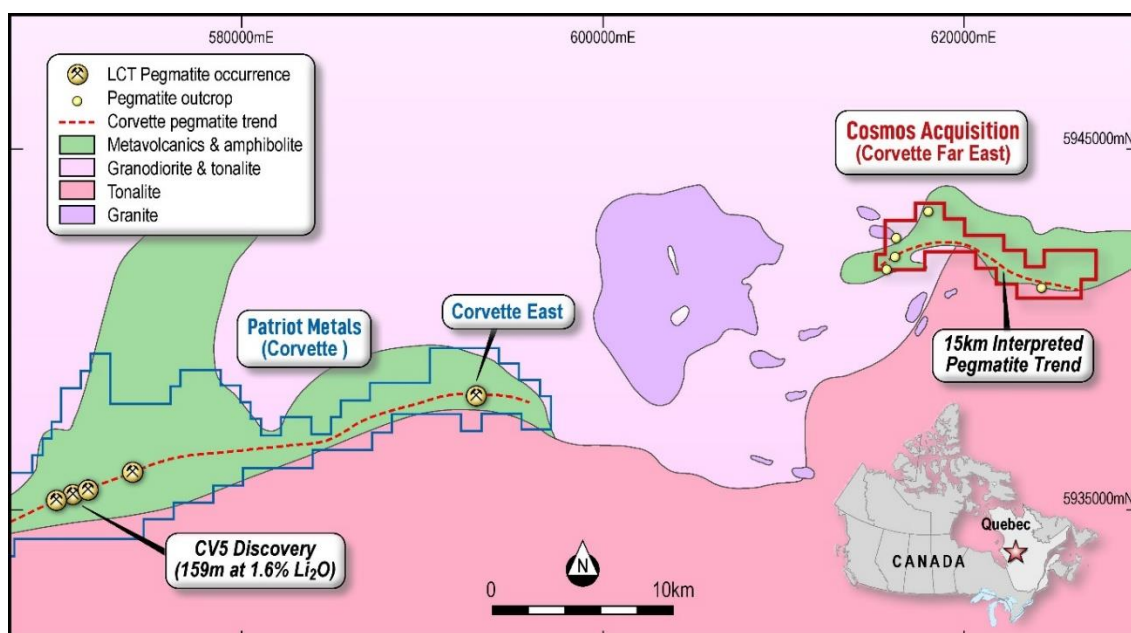 580000mE
600000mE
620000mE
LCT Pegmatite occurrence
Pegmatite outcrop
Corvette pegmatite trend
Metavolcanics & amphibolite
Granodiorite & tonalite
Tonalite
Granite
Cosmos Acquisition
(Corvette Far East)
5945000mN
Patriot Metals
(Corvette )
Corvette East
15km Interpreted
Pegmatite Trend
5935000mN
CV5 Discovery
(159m at 1.6% Li₂O)
N
0
10km
Quebec
CANADA